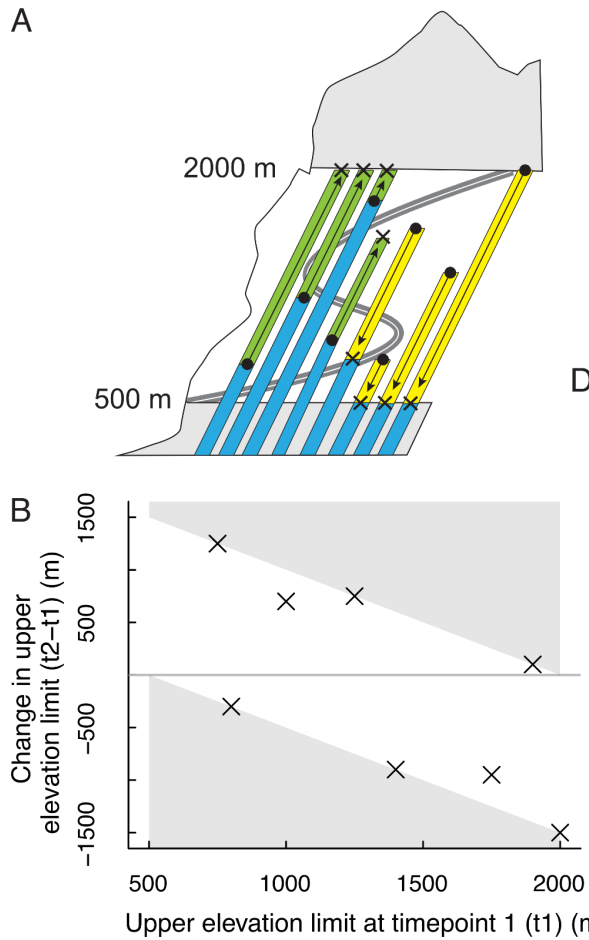 A
2000 m
500 m
D
B
Change in upper
elevation limit (t2−t1) (m)
1500
500
−500
−1500
500
1000
1500
2000
Upper elevation limit at timepoint 1 (t1) (m